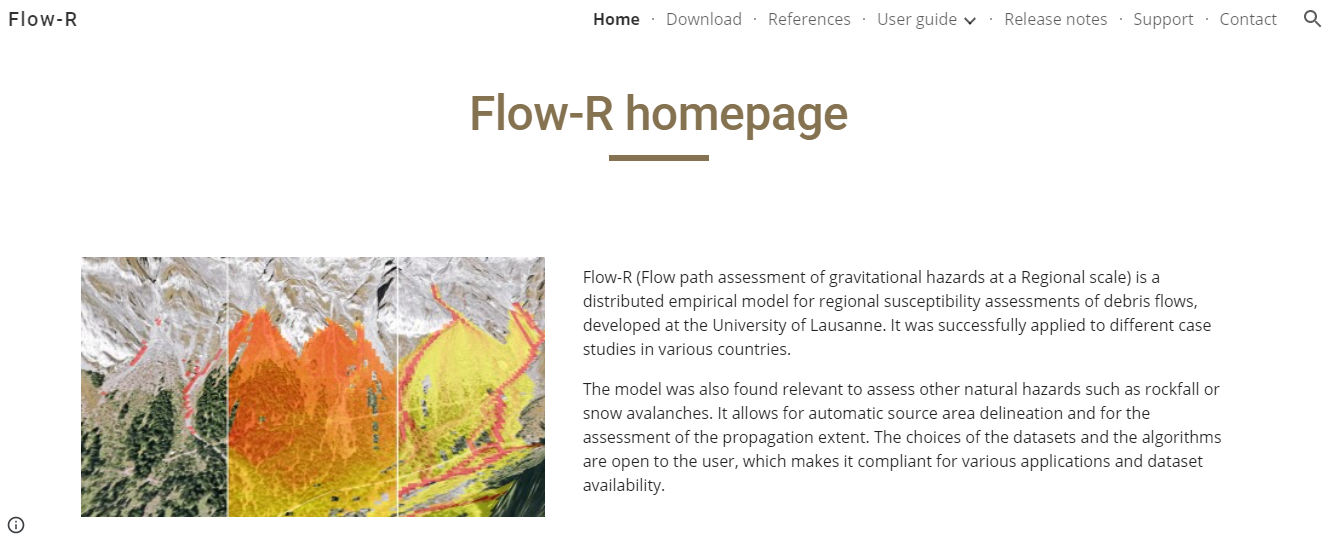 Flow-R
Home · Download · References · User guide · Release notes · Support · Contact
Flow-R homepage
Flow-R (Flow path assessment of gravitational hazards at a Regional scale) is a
distributed empirical model for regional susceptibility assessments of debris flows,
developed at the University of Lausanne. It was successfully applied to different case
studies in various countries.
The model was also found relevant to assess other natural hazards such as rockfall or
snow avalanches. It allows for automatic source area delineation and for the
assessment of the propagation extent. The choices of the datasets and the algorithms
are open to the user, which makes it compliant for various applications and dataset
availability.